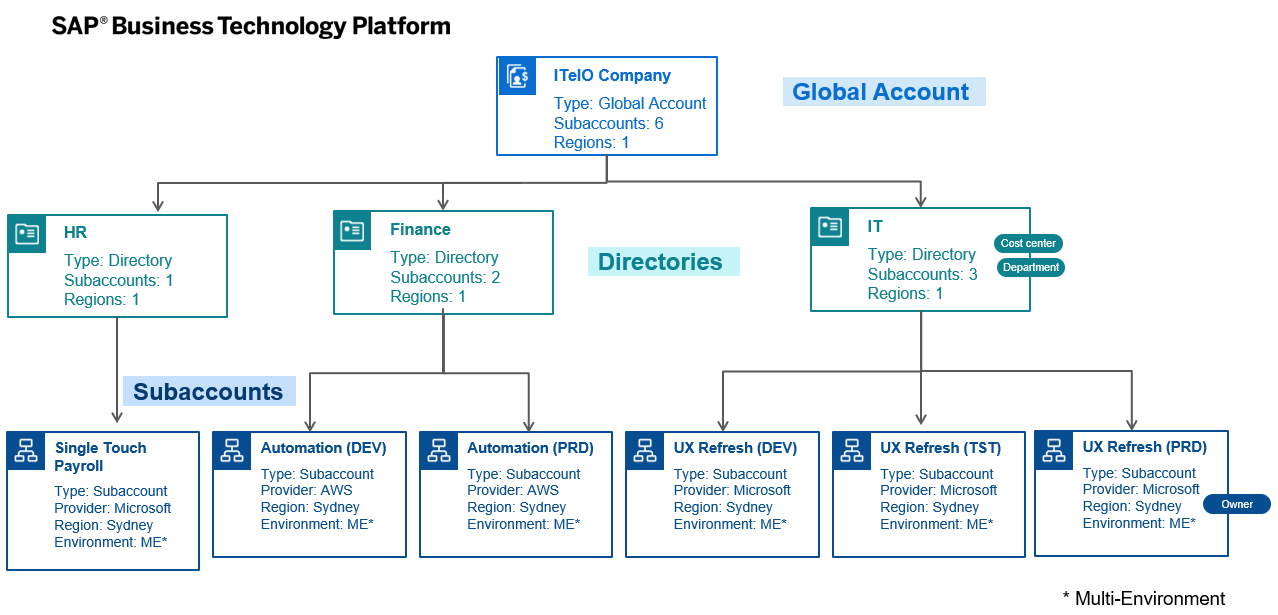 SAP® Business Technology Platform
ITeIO Company
Type: Global Account
Subaccounts: 6
Regions: 1
Global Account
HR
Type: Directory
Subaccounts: 1
Regions: 1
Finance
Type: Directory
Subaccounts: 2
Regions: 1
Directories
IT
Type: Directory
Subaccounts: 3
Regions: 1
Cost center
Department
Subaccounts
Single Touch
Payroll
Type: Subaccount
Provider: Microsoft
Region: Sydney
Environment: ME*
Automation (DEV)
Type: Subaccount
Provider: AWS
Region: Sydney
Environment: ME*
Automation (PRD)
Type: Subaccount
Provider: AWS
Region: Sydney
Environment: ME*
UX Refresh (DEV)
Type: Subaccount
Provider: Microsoft
Region: Sydney
Environment: ME*
UX Refresh (TST)
Type: Subaccount
Provider: Microsoft
Region: Sydney
Environment: ME*
UX Refresh (PRD)
Type: Subaccount
Provider: Microsoft
Region: Sydney
Environment: ME*
Owner
* Multi-Environment